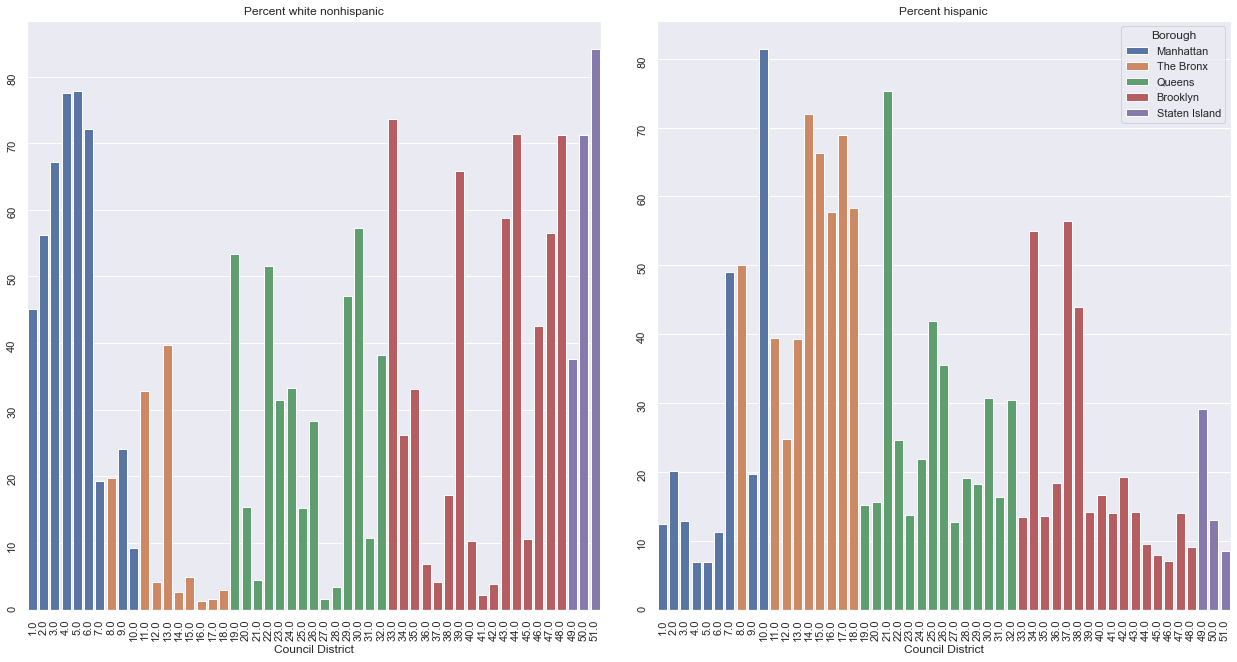 Percent white nonhispanic
80
70
60
50
40
30
20
10
0
1.0 2.0 3.0 4.0 5.0 6.0 7.0 8.0 9.0 10.0 11.0 12.0 13.0 14.0 15.0 16.0 17.0 18.0 19.0 20.0 21.0 22.0 23.0 24.0 25.0 26.0 27.0 28.0 29.0 30.0 31.0 32.0 33.0 34.0 35.0 36.0 37.0 38.0 39.0 40.0 41.0 42.0 43.0 44.0 45.0 46.0 47.0 48.0 49.0 50.0 51.0
Council District
Percent hispanic
Borough
Manhattan
The Bronx
Queens
Brooklyn
Staten Island
80
70
60
50
40
30
20
10
0
1.0 2.0 3.0 4.0 5.0 6.0 7.0 8.0 9.0 10.0 11.0 12.0 13.0 14.0 15.0 16.0 17.0 18.0 19.0 20.0 21.0 22.0 23.0 24.0 25.0 26.0 27.0 28.0 29.0 30.0 31.0 32.0 33.0 34.0 35.0 36.0 37.0 38.0 39.0 40.0 41.0 42.0 43.0 44.0 45.0 46.0 47.0 48.0 49.0 50.0 51.0
Council District